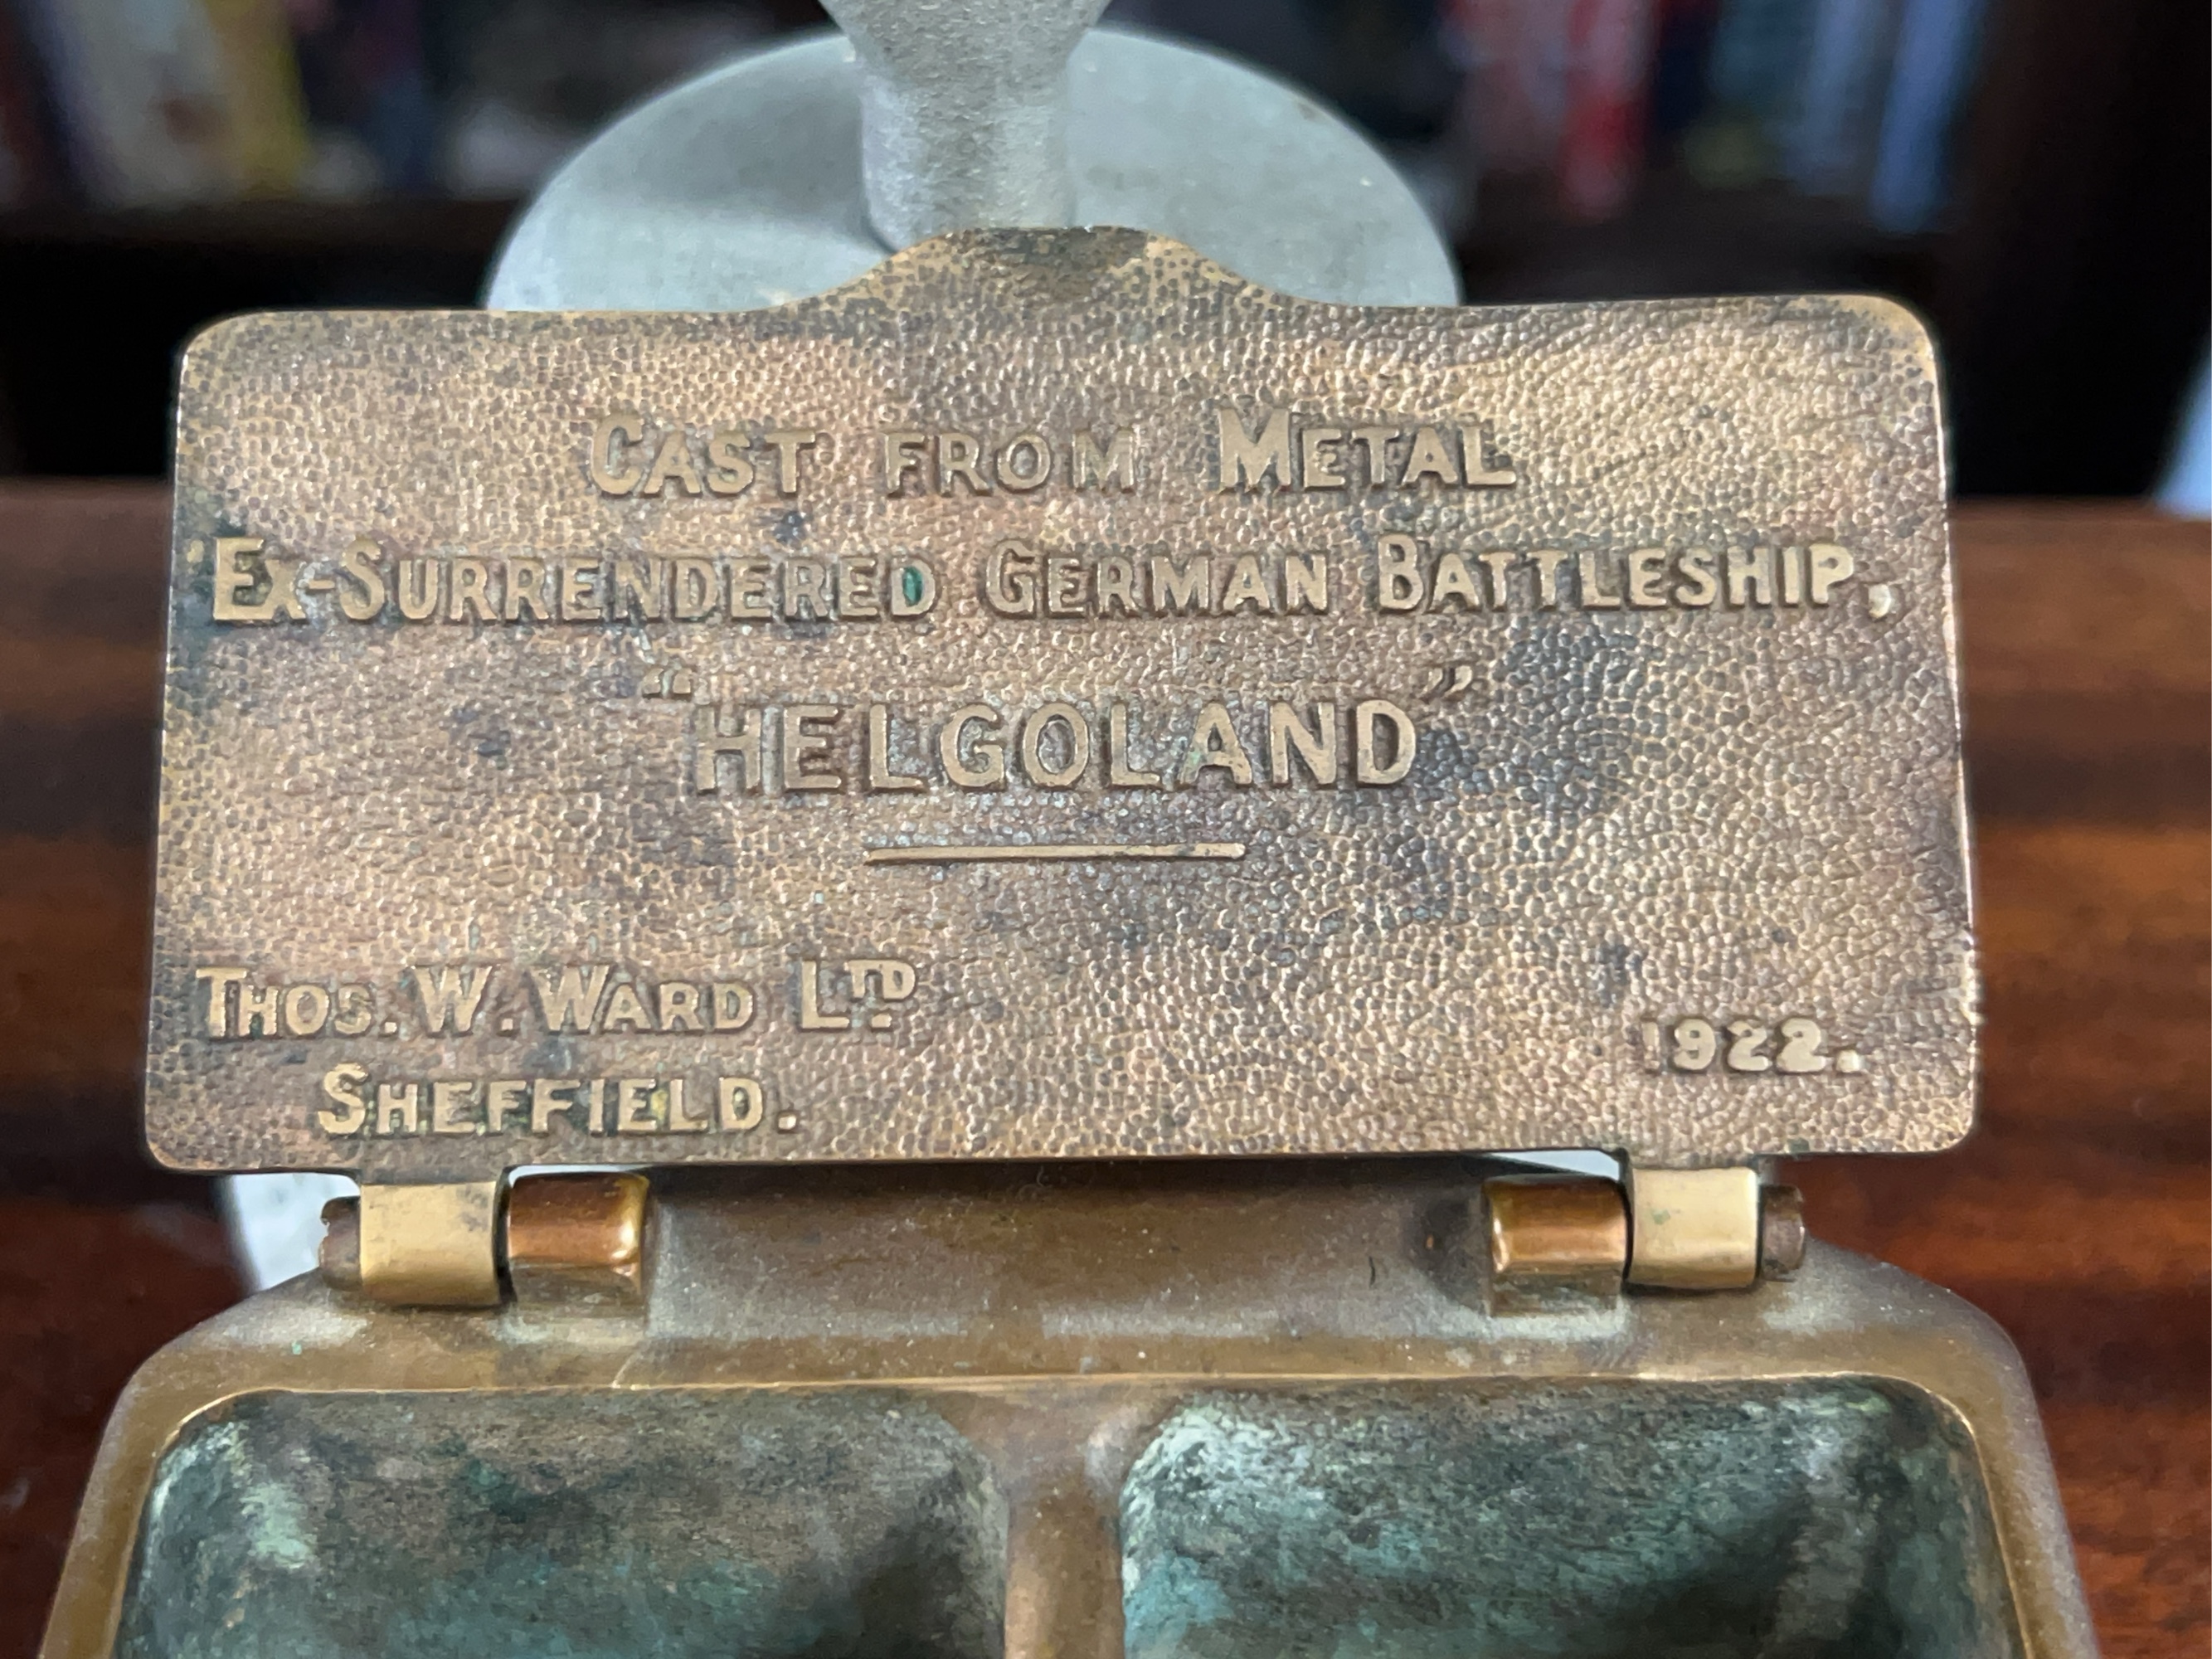 CAST FROM METAL
EX-SURRENDERED GERMAN BATTLESHIP,
"HELGOLAND"
THOS. W. WARD LTD
SHEFFIELD.
1922.